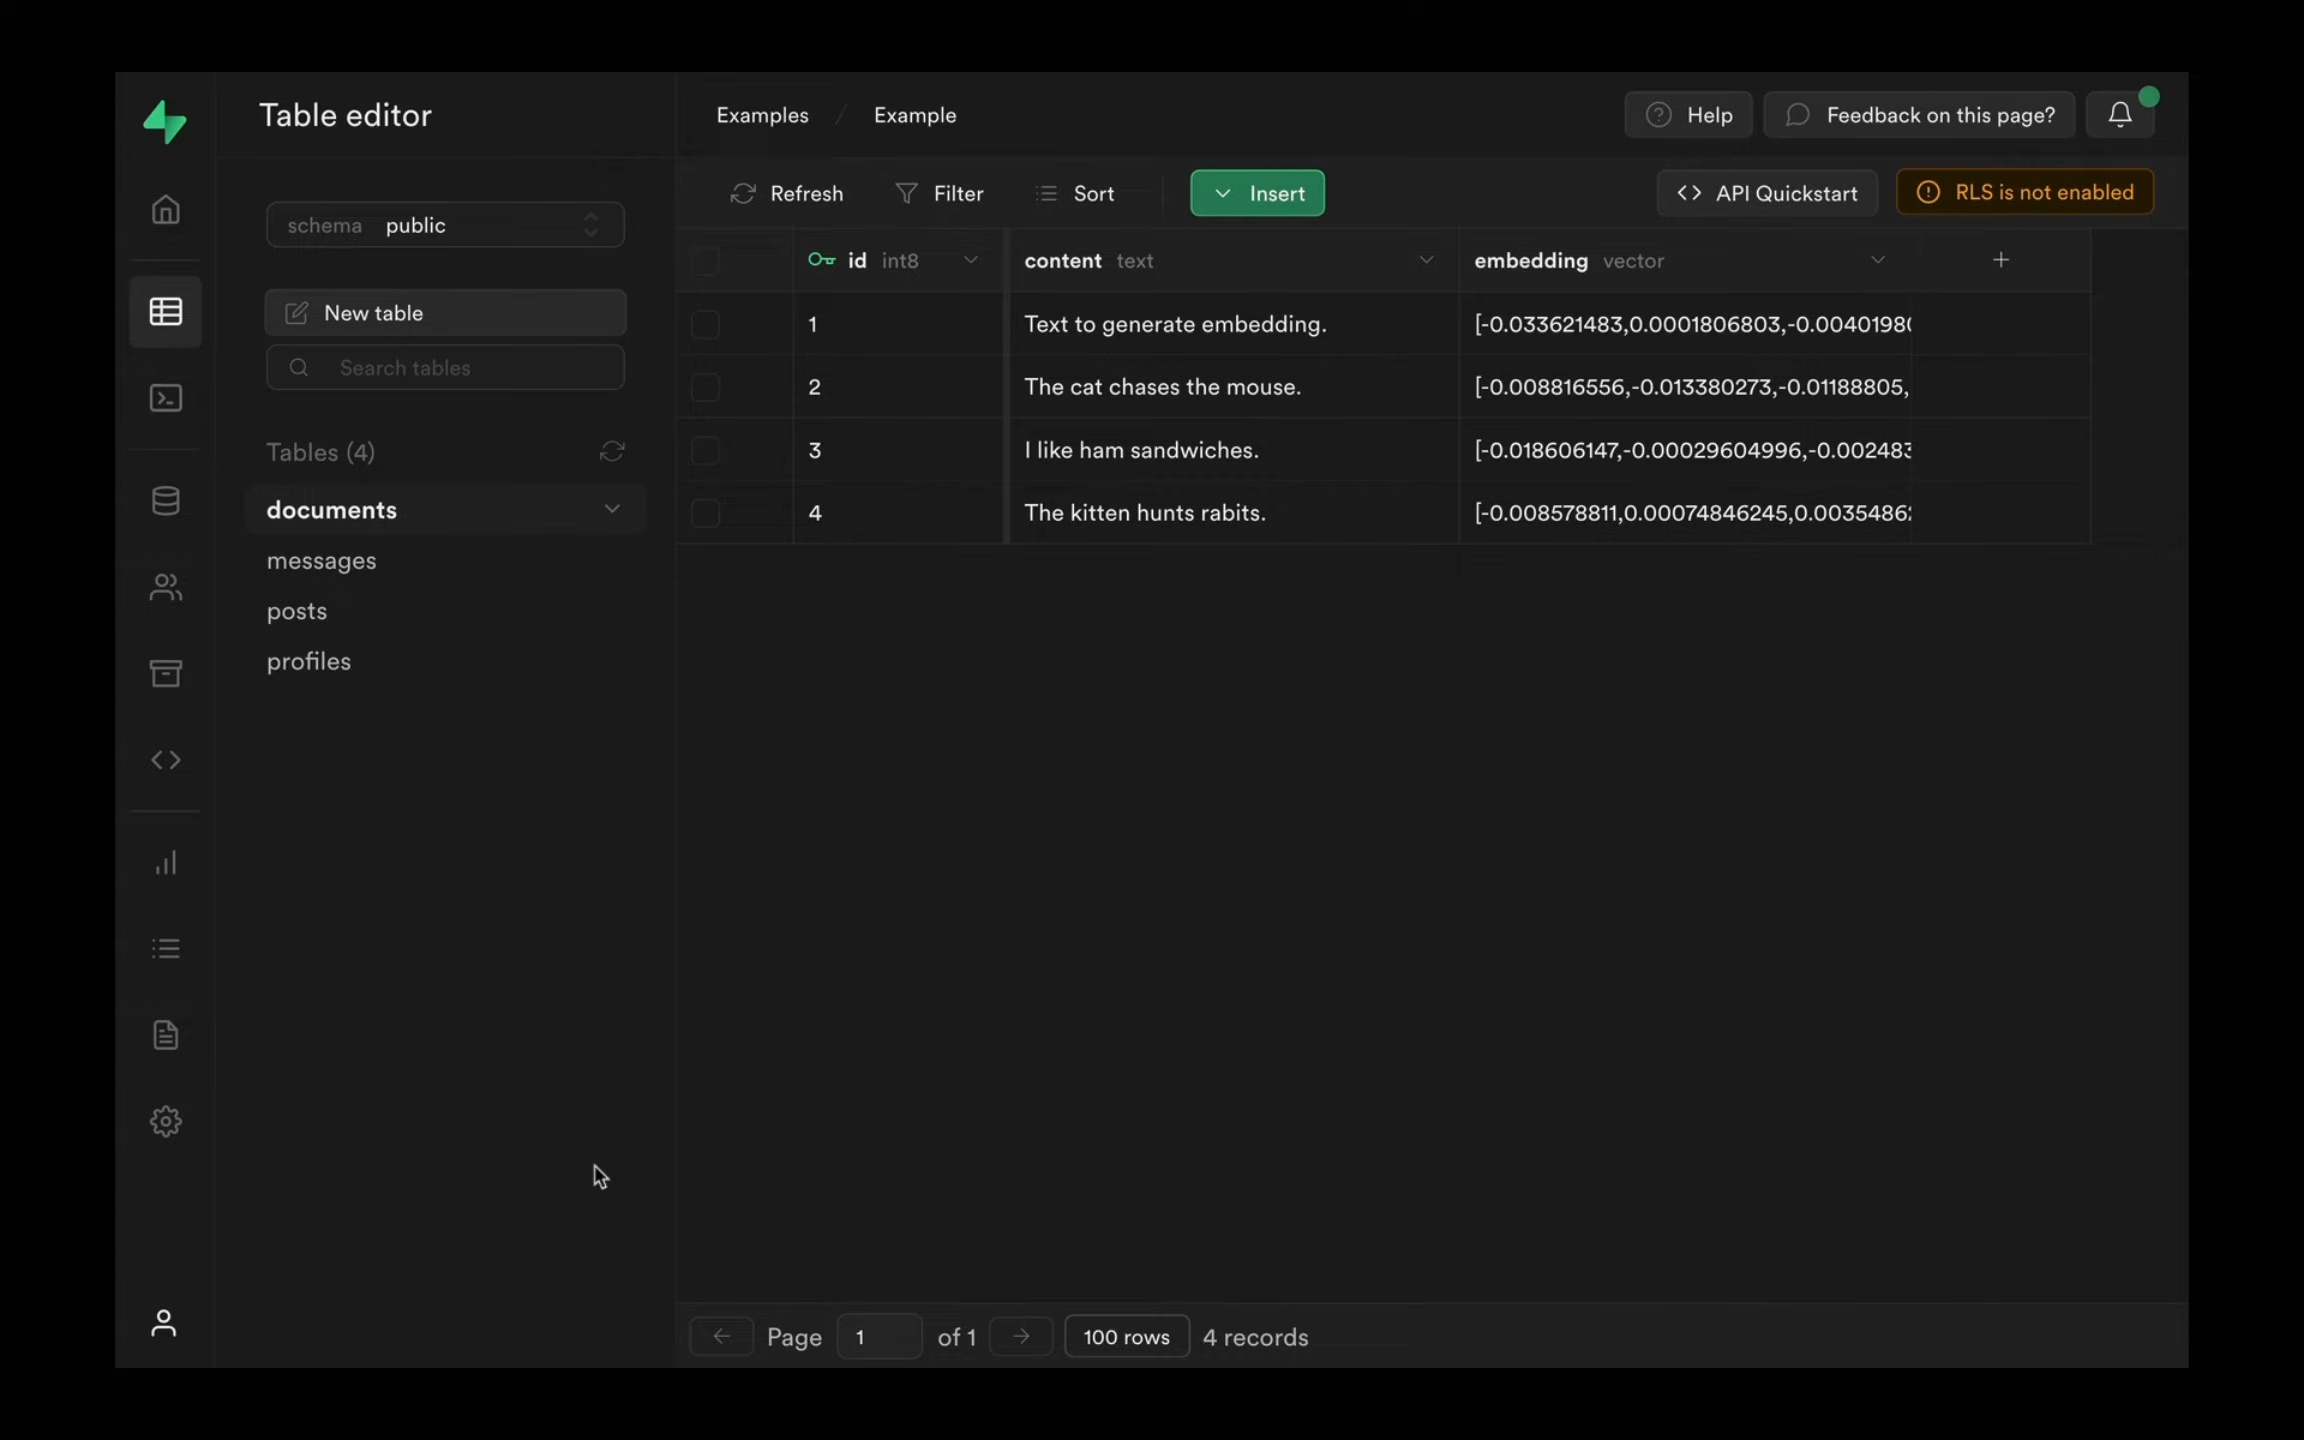 Table editor
Examples / Example
Help
Feedback on this page?
schema public
New table
Search tables
Tables (4)
documents
messages
posts
profiles
Refresh
Filter
Sort
Insert
<> API Quickstart
RLS is not enabled
id int8 content text embedding vector +
1 Text to generate embedding. [-0.033621483,0.0001806803,-0.0040198
2 The cat chases the mouse. [-0.008816556,-0.013380273,-0.01188805,
3 I like ham sandwiches. [-0.018606147,-0.00029604996,-0.002483
4 The kitten hunts rabits. [-0.008578811,0.00074846245,0.0035486
Page 1 of 1
100 rows
4 records